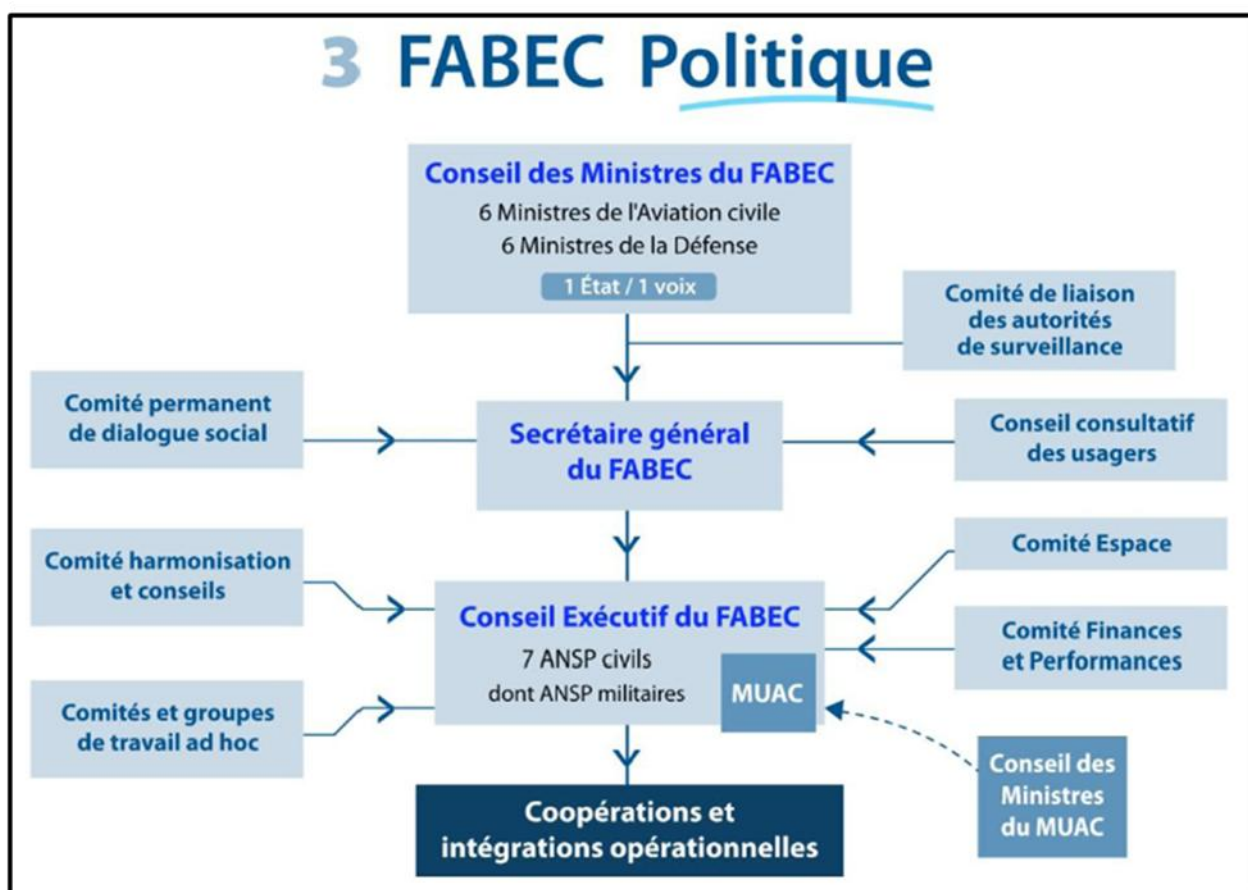 3 FABEC Politique
Conseil des Ministres du FABEC
6 Ministres de l'Aviation civile
6 Ministres de la Défense
1 État / 1 voix
Comité de liaison
des autorités
de surveillance
Comité permanent
de dialogue social
Secrétaire général
du FABEC
Conseil consultatif
des usagers
Comité harmonisation
et conseils
Comité Espace
Conseil Exécutif du FABEC
7 ANSP civils
dont ANSP militaires
MUAC
Comité Finances
et Performances
Comités et groupes
de travail ad hoc
Conseil des
Ministres
du MUAC
Coopérations et
intégrations opérationnelles